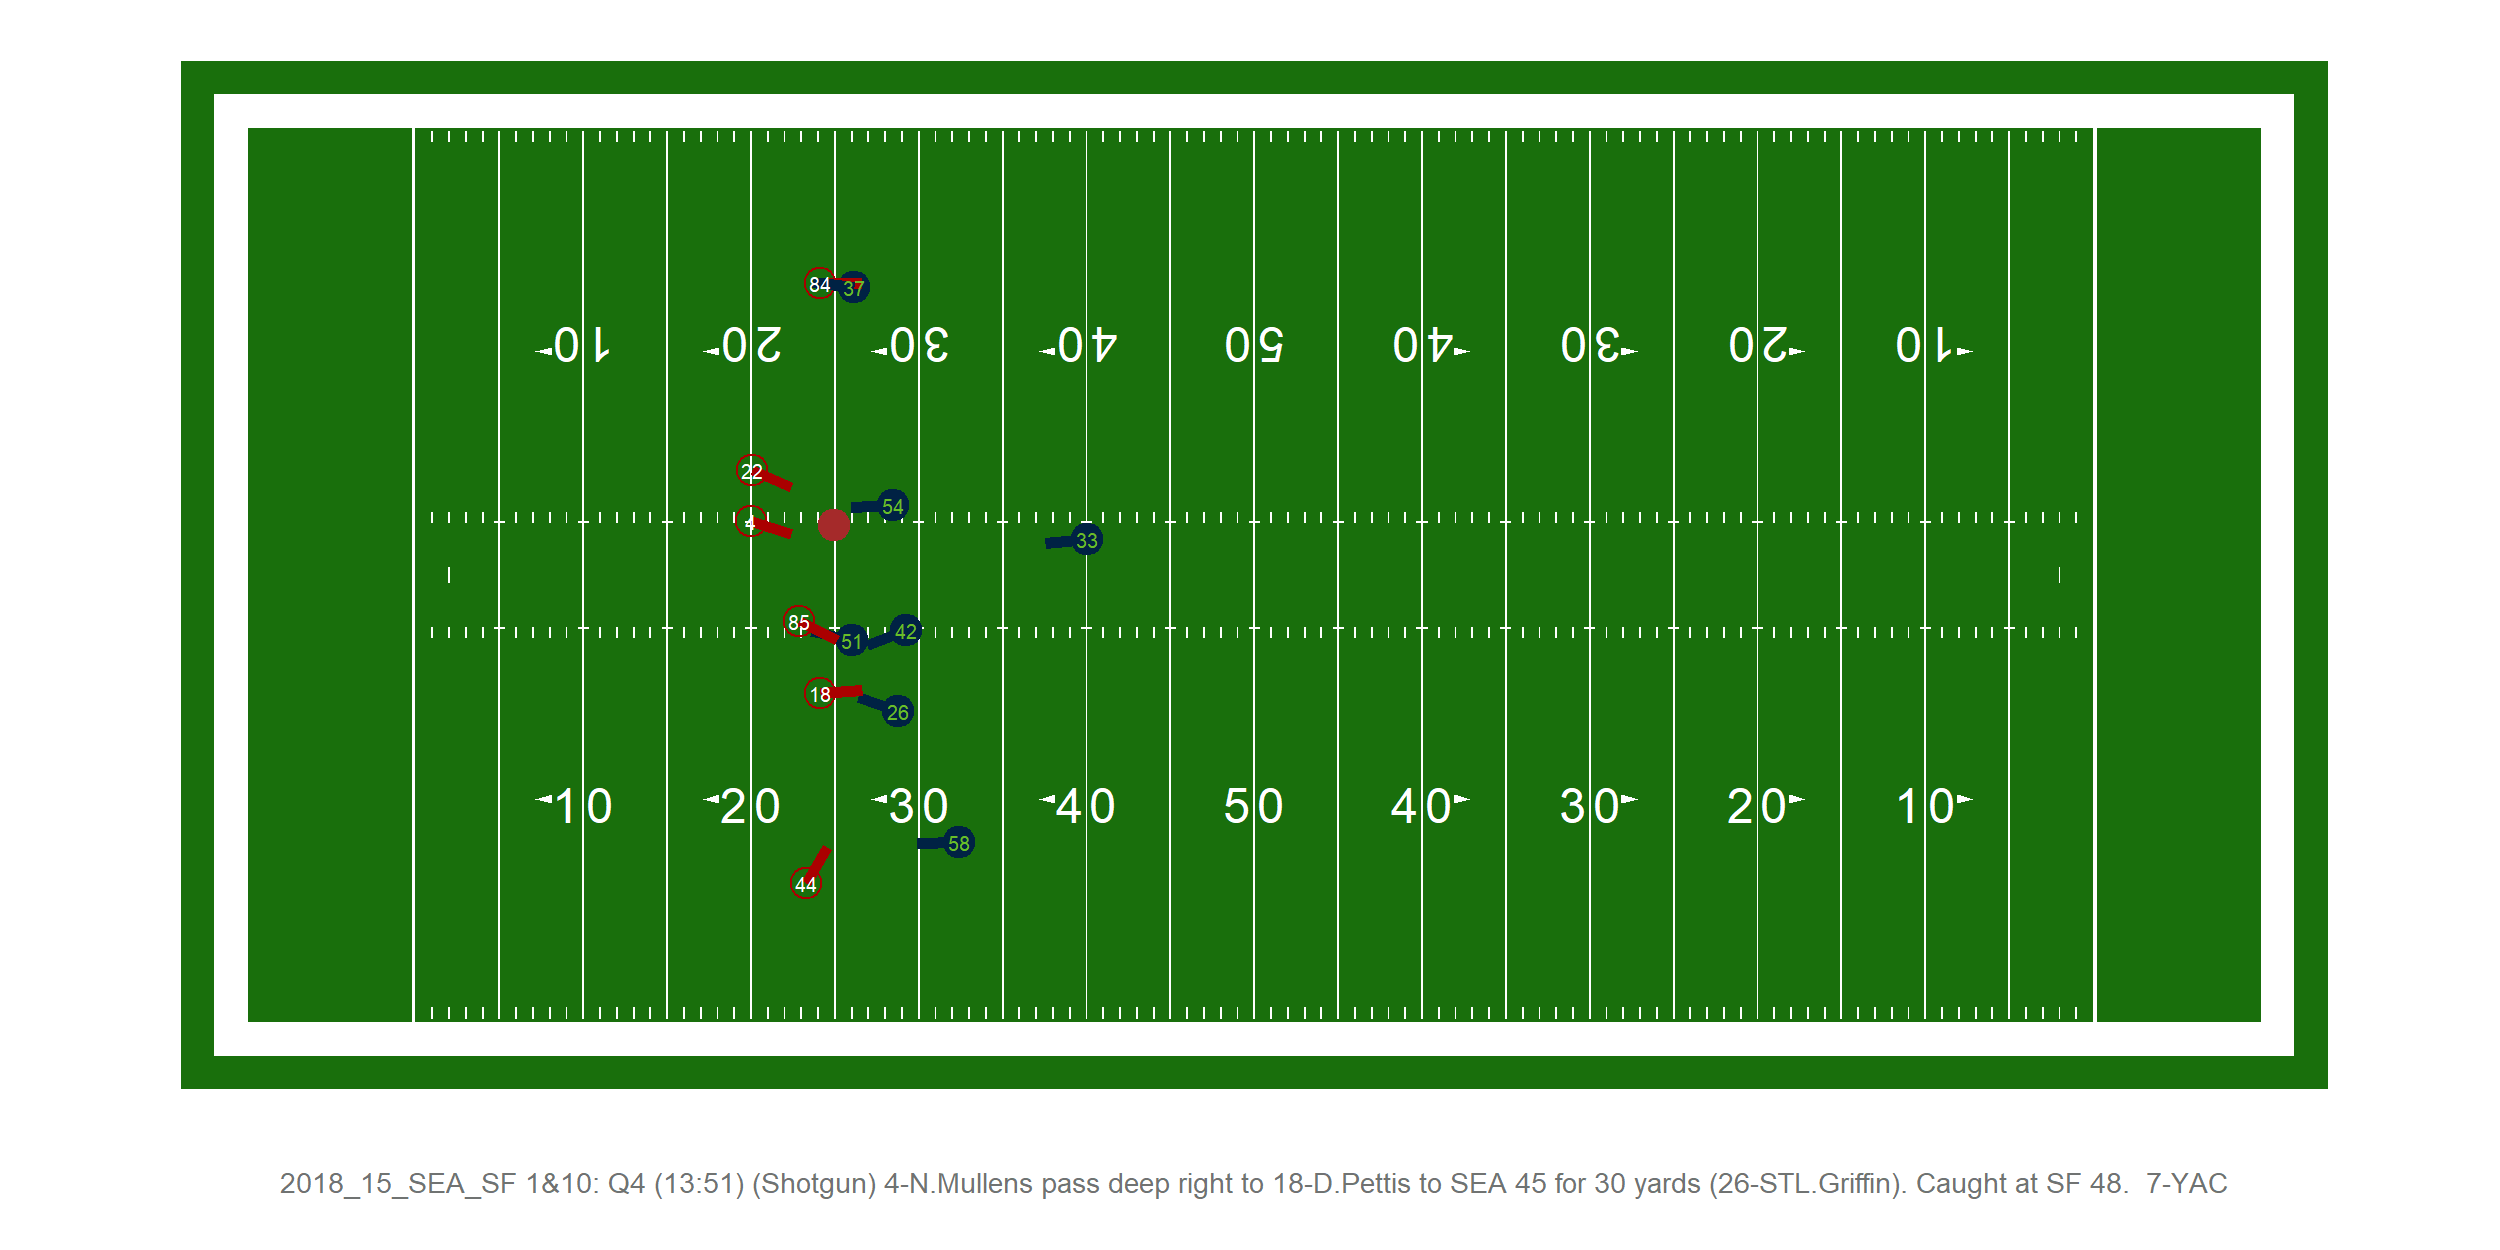 84 37
10 20 30 40 50 40 30 20 10
22
54
4
33
85 51 42
18 26
10 20 30 40 50 40 30 20 10
58
44
2018_15_SEA_SF 1&10: Q4 (13:51) (Shotgun) 4-N.Mullens pass deep right to 18-D.Pettis to SEA 45 for 30 yards (26-STL.Griffin). Caught at SF 48.  7-YAC